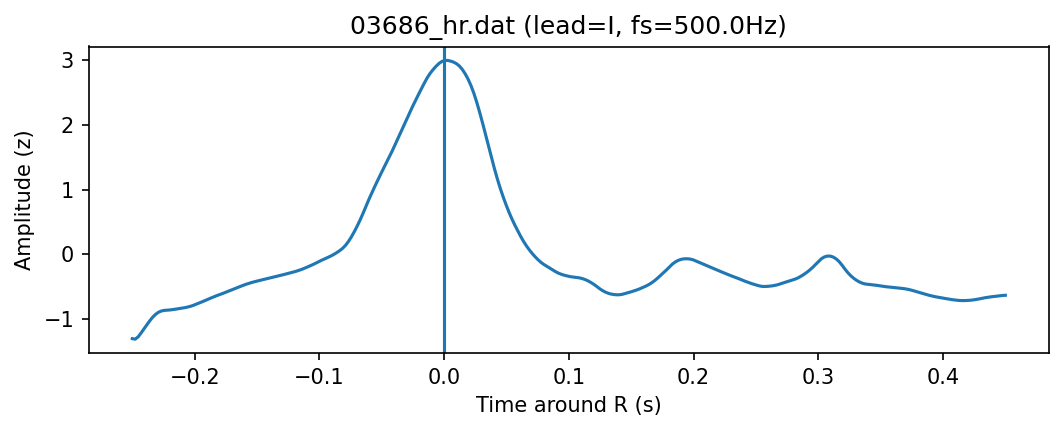 03686_hr.dat (lead=I, fs=500.0Hz)
3
2
1
0
−1
Amplitude (z)
−0.2 −0.1 0.0 0.1 0.2 0.3 0.4
Time around R (s)